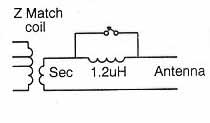 Z Match
coil
Sec 1.2uH Antenna